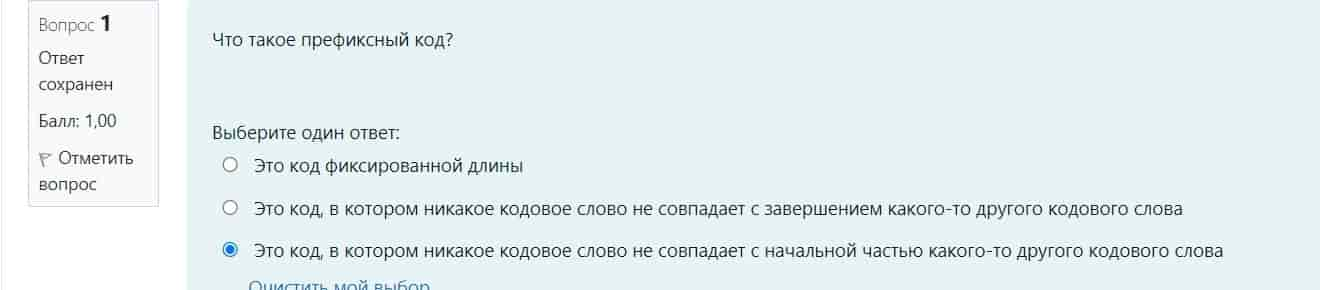 Вопрос 1
Ответ
сохранен
Балл: 1,00
Отметить
вопрос
Что такое префиксный код?
Выберите один ответ:
Это код фиксированной длины
Это код, в котором никакое кодовое слово не совпадает с завершением какого-то другого кодового слова
Это код, в котором никакое кодовое слово не совпадает с начальной частью какого-то другого кодового слова
Очистить мой выбор